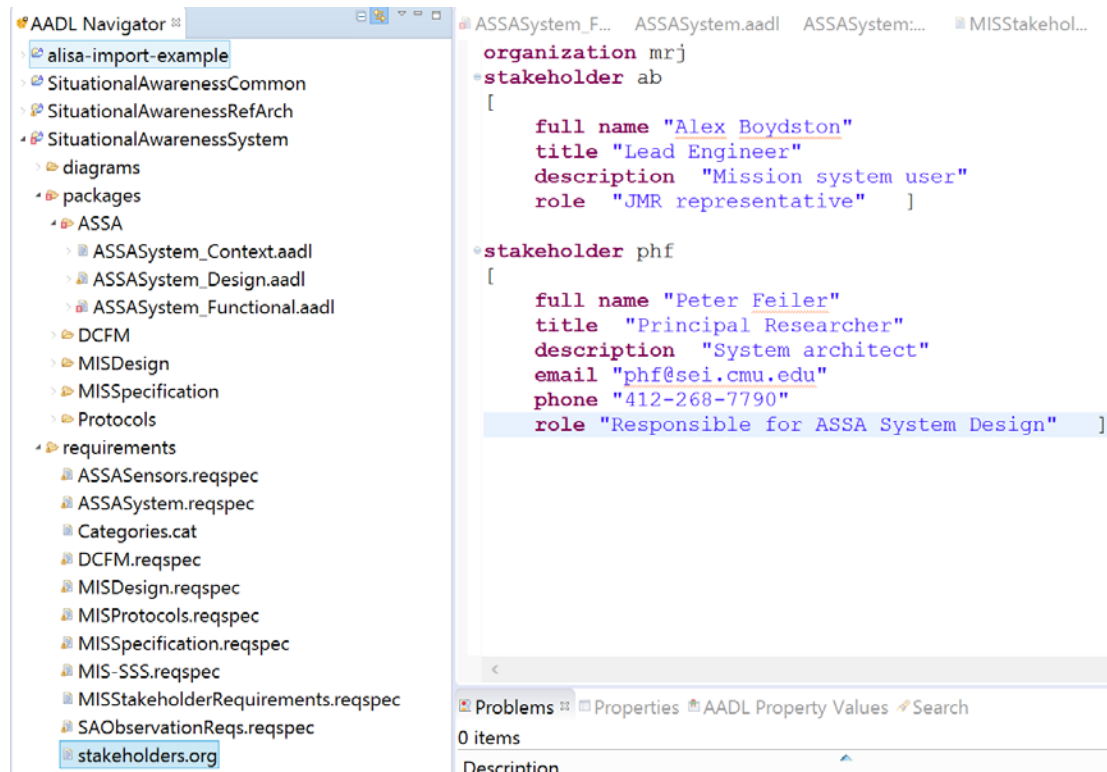 AADL Navigator
alisa-import-example
SituationalAwarenessCommon
SituationalAwarenessRefArch
SituationalAwarenessSystem
diagrams
packages
ASSA
ASSASystem_Context.aadl
ASSASystem_Design.aadl
ASSASystem_Functional.aadl
DCFM
MISDesign
MISSpecification
Protocols
requirements
ASSASensors.reqspec
ASSASystem.reqspec
Categories.cat
DCFM.reqspec
MISDesign.reqspec
MISProtocols.reqspec
MISSpecification.reqspec
MIS-SSS.reqspec
MISStakeholderRequirements.reqspec
SAObservationReqs.reqspec
stakeholders.org
ASSASystem_F... ASSASystem.aadl ASSASystem:... MISStakehol...
organization mrj
stakeholder ab
[
full name "Alex Boydston"
title "Lead Engineer"
description "Mission system user"
role "JMR representative" ]
stakeholder phf
[
full name "Peter Feiler"
title "Principal Researcher"
description "System architect"
email "phf@sei.cmu.edu"
phone "412-268-7790"
role "Responsible for ASSA System Design" ]
Problems Properties AADL Property Values Search
0 items
Description